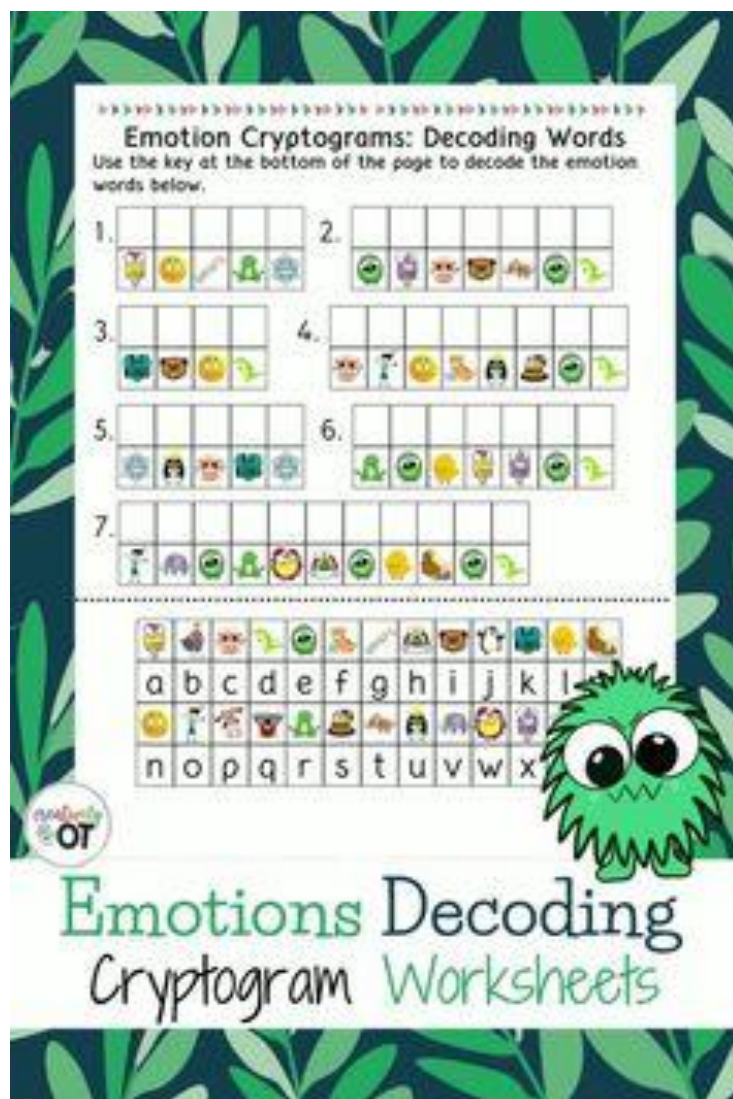 Emotion Cryptograms: Decoding Words
Use the key at the bottom of the page to decode the emotion
words below.
1. 2.
3. 4.
5. 6.
7.
a b c d e f g h i j k l
n o p q r s t u v w x
creatively
OT
Emotions Decoding
Cryptogram Worksheets